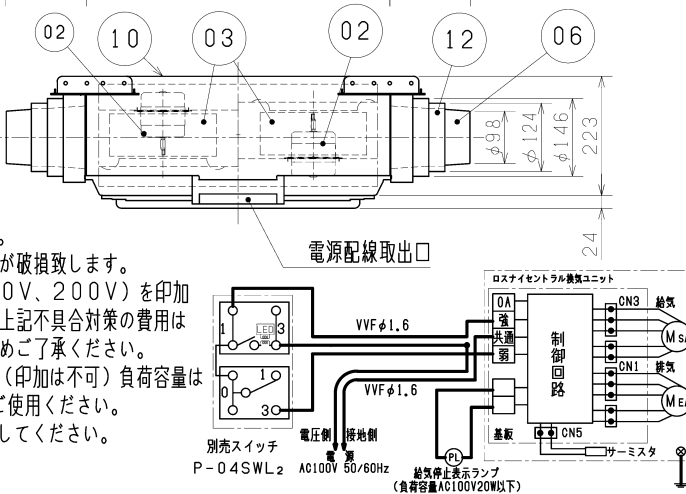 02
10
03
02
12
06
φ98
φ124
φ146
223
24
電源配線取出口
。
が破損致します。
0V、200V）を印加
上記不具合対策の費用は
めご了承ください。
（印加は不可）負荷容量は
ご使用ください。
してください。
1
LED
3
0
1
3
別売スイッチ
P-04SWL₂
VVFφ1.6
VVFφ1.6
電圧側
接地側
電源
AC100V 50/60Hz
ロスナイセントラル換気ユニット
0A
強
共通
弱
制御回路
基板
CN3
給気
M SA
CN1
排気
M EA
CN5
サーミスタ
PL
給気停止表示ランプ
（負荷容量AC100V20W以下）